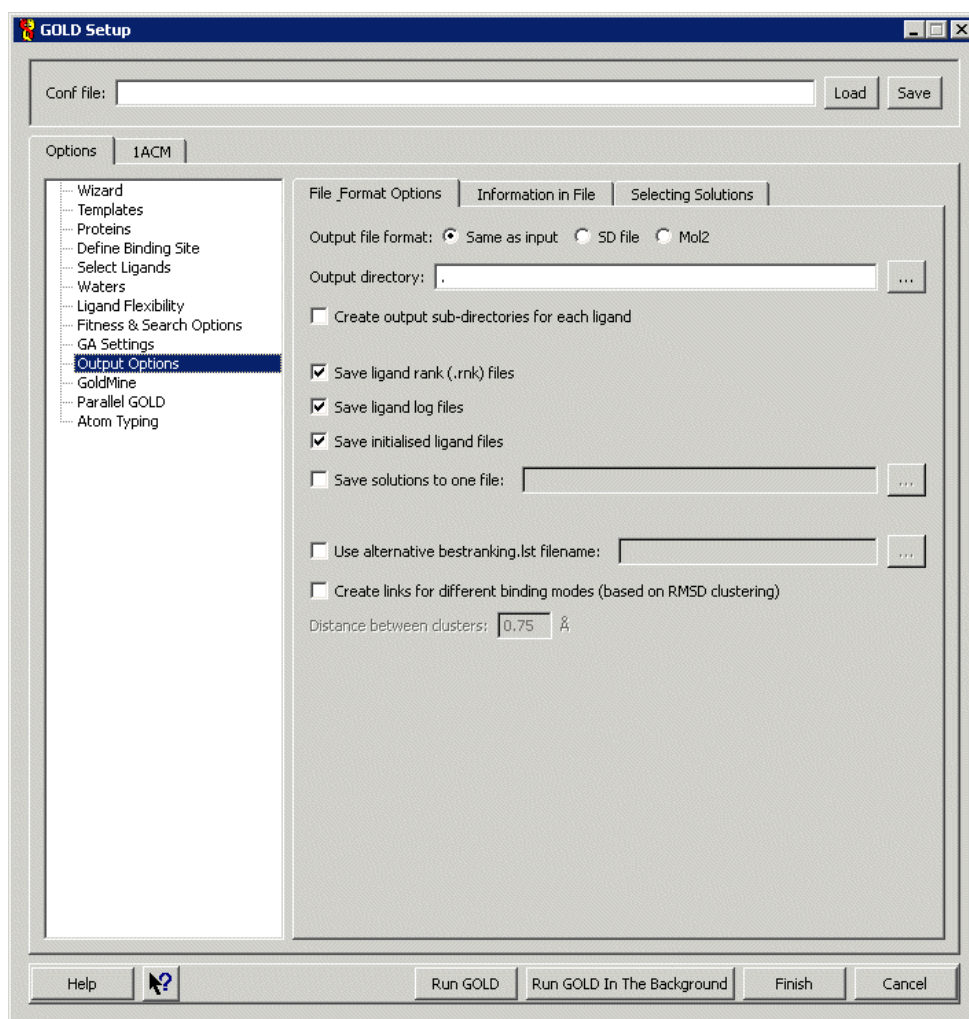 GOLD Setup
Conf file: Load Save
Options 1ACM
Wizard
Templates
Proteins
Define Binding Site
Select Ligands
Waters
Ligand Flexibility
Fitness & Search Options
GA Settings
Output Options
GoldMine
Parallel GOLD
Atom Typing
File Format Options Information in File Selecting Solutions
Output file format: Same as input SD file Mol2
Output directory: . ...
Create output sub-directories for each ligand
Save ligand rank (.rnk) files
Save ligand log files
Save initialised ligand files
Save solutions to one file: ...
Use alternative bestranking.lst filename: ...
Create links for different binding modes (based on RMSD clustering)
Distance between clusters: 0.75 Å
Help ? Run GOLD Run GOLD In The Background Finish Cancel